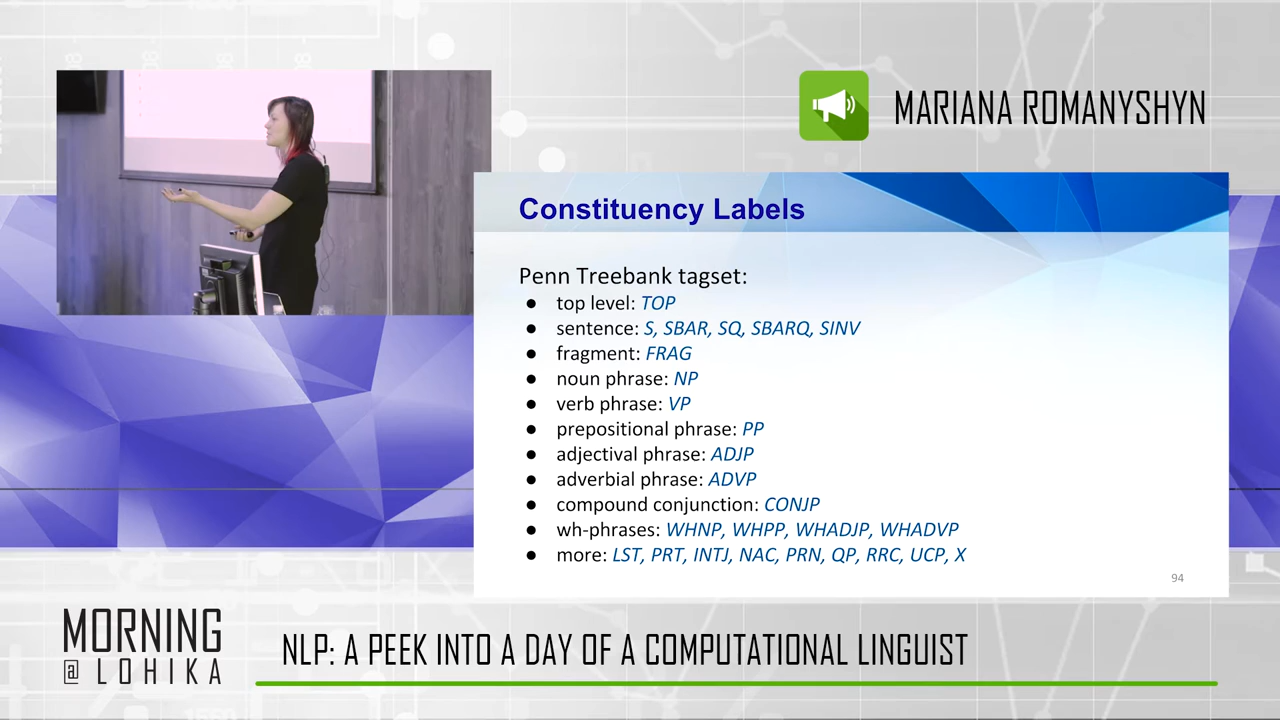 MARIANA ROMANYSHYN
Constituency Labels
Penn Treebank tagset:
● top level: TOP
● sentence: S, SBAR, SQ, SBARQ, SINV
● fragment: FRAG
● noun phrase: NP
● verb phrase: VP
● prepositional phrase: PP
● adjectival phrase: ADJP
● adverbial phrase: ADVP
● compound conjunction: CONJP
● wh-phrases: WHNP, WHPP, WHADJP, WHADVP
● more: LST, PRT, INTJ, NAC, PRN, QP, RRC, UCP, X
94
MORNING
@ LOHIKA
NLP: A PEEK INTO A DAY OF A COMPUTATIONAL LINGUIST